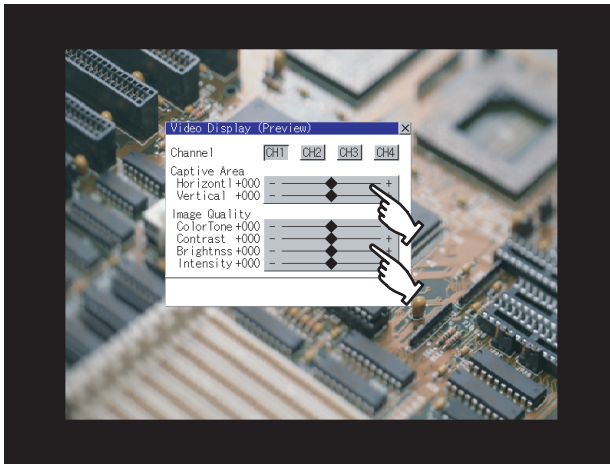 Video Display (Preview) ×
Channel CH1 CH2 CH3 CH4
Captive Area
Horizontl +000 - +
Vertical +000 -
Image Quality
ColorTone +000 -
Contrast +000 - +
Brightnss +000 - +
Intensity +000 -